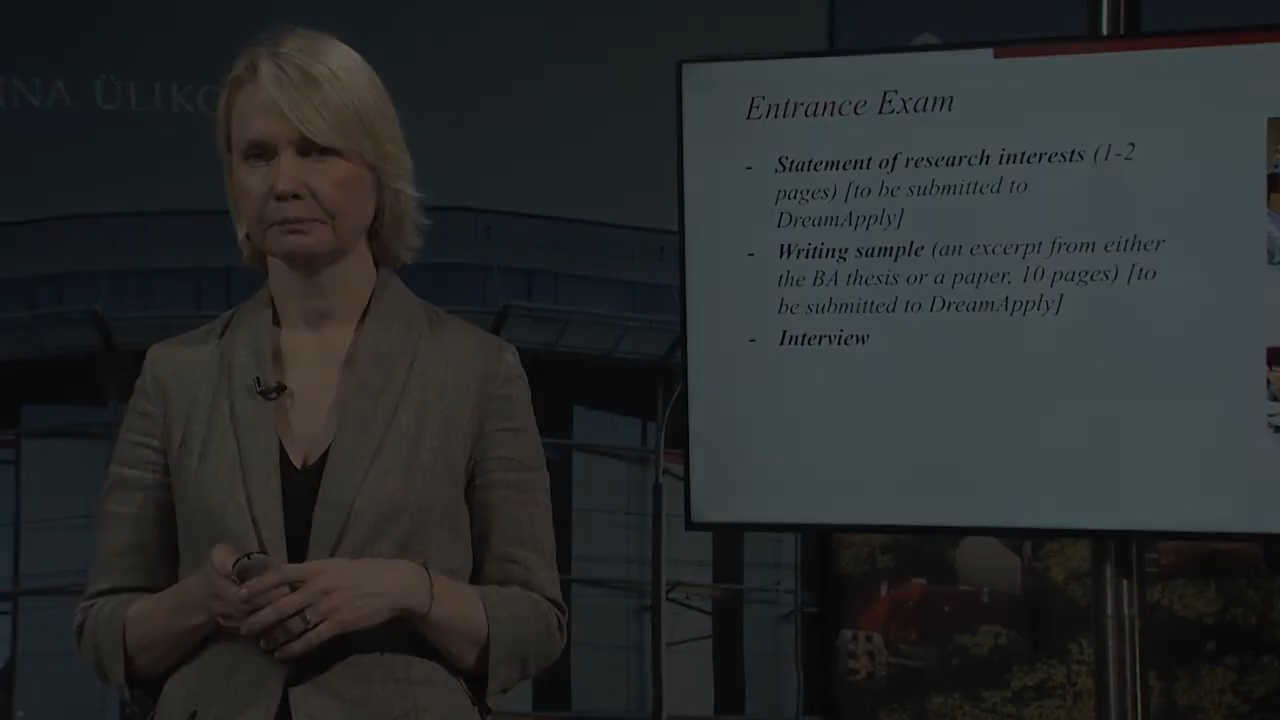 NNA ÜLIKO
Entrance Exam
- Statement of research interests (1-2
pages) [to be submitted to
DreamApply]
- Writing sample (an excerpt from either
the BA thesis or a paper, 10 pages) [to
be submitted to DreamApply]
- Interview